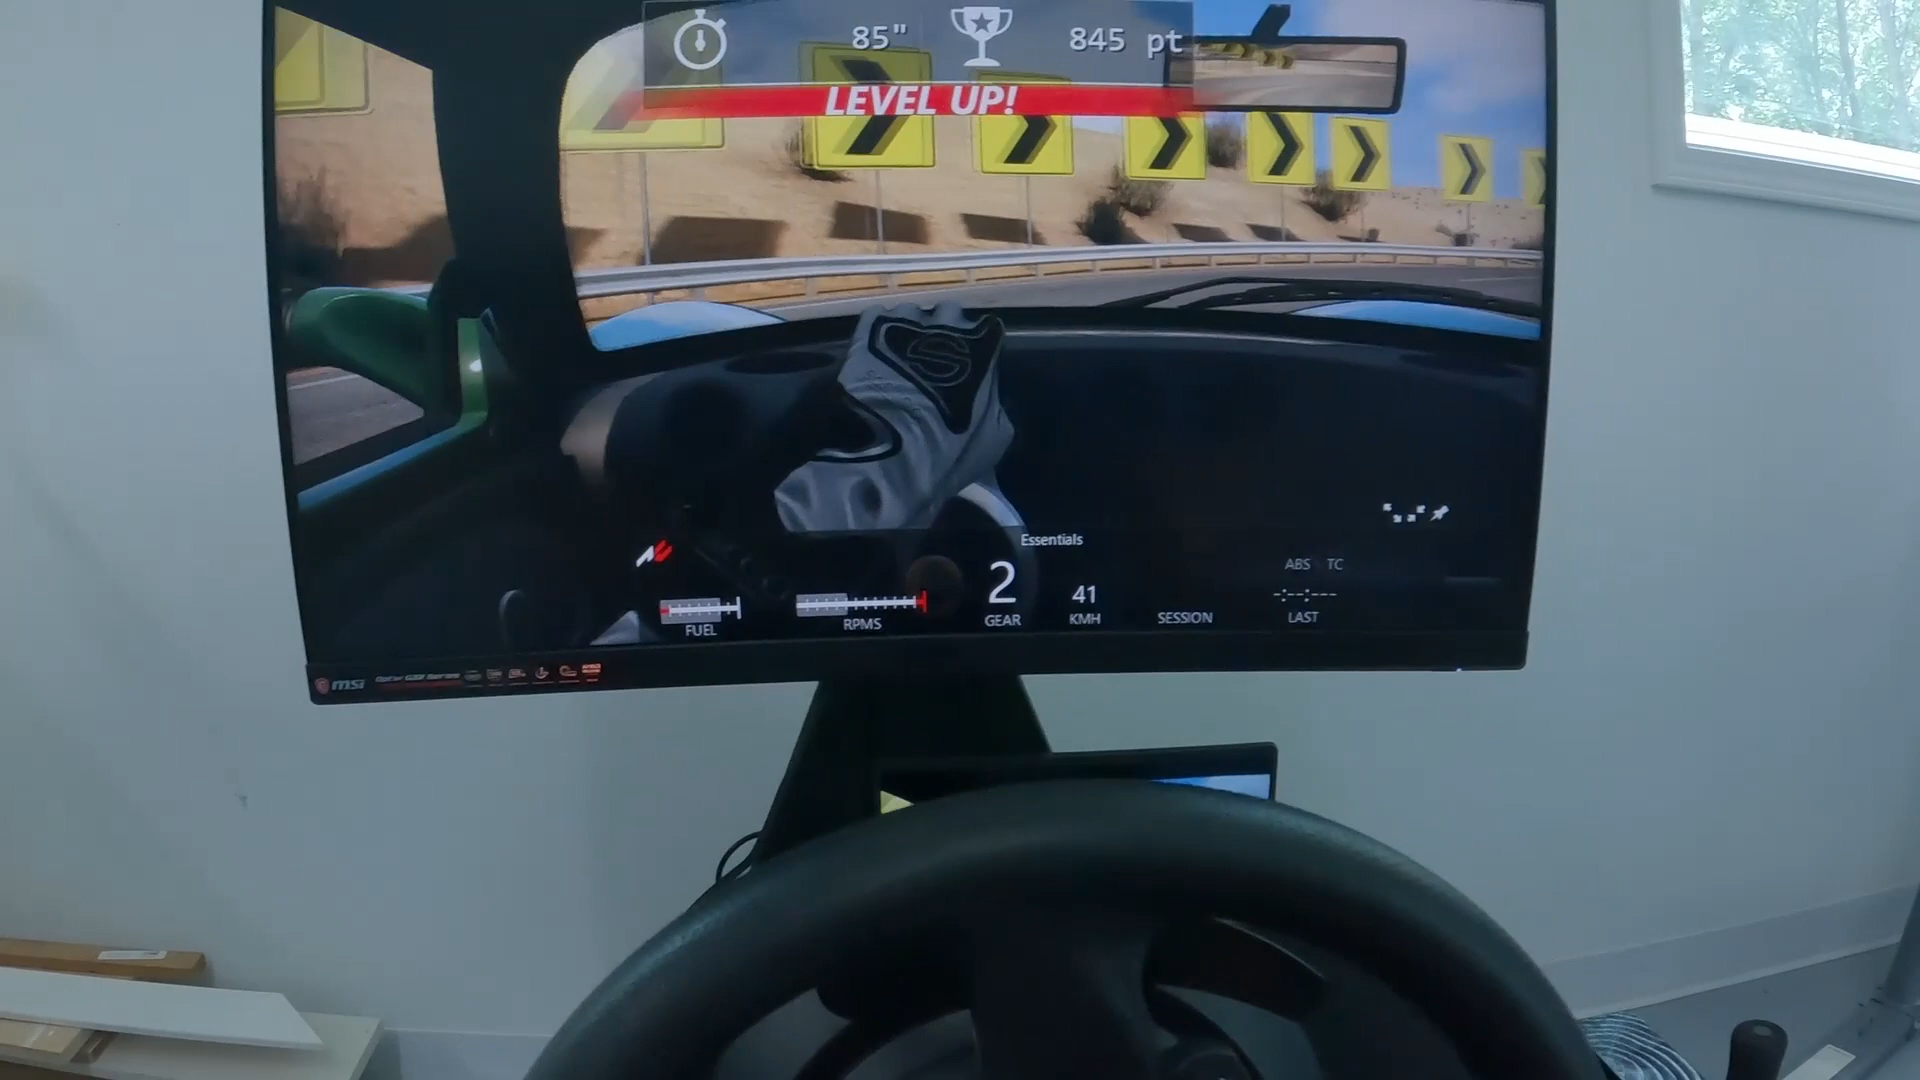 85" 845 pt
LEVEL UP!
Essentials
ABS TC
2
41
-:--:---
FUEL
RPMS
GEAR
KMH
SESSION
LAST
msi